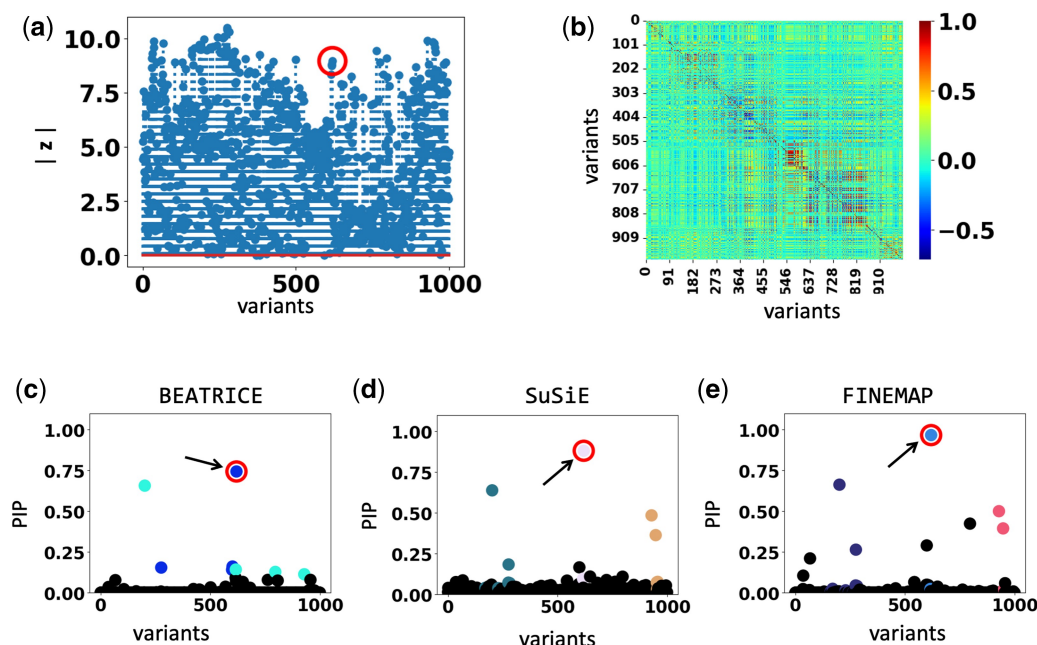 (a)
10.0
7.5
5.0
2.5
0.0
| z |
0 500 1000
variants
(b)
0
101
202
303
404
505
606
707
808
909
variants
0 91 182 273 364 455 546 637 728 819 910
variants
1.0
0.5
0.0
−0.5
(c) BEATRICE
1.00
0.75
0.50
0.25
0.00
PIP
0 500 1000
variants
(d) SuSiE
1.00
0.75
0.50
0.25
0.00
PIP
0 500 1000
variants
(e) FINEMAP
1.00
0.75
0.50
0.25
0.00
PIP
0 500 1000
variants